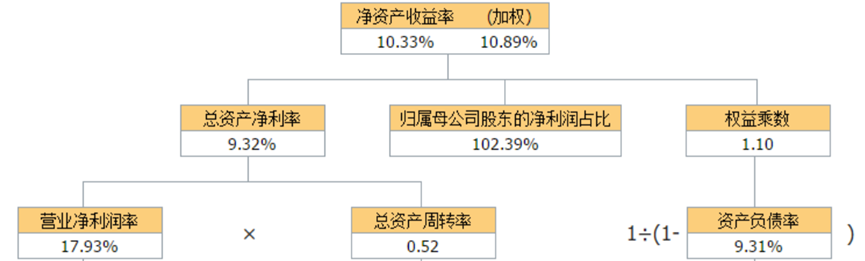 净资产收益率 (加权)
10.33% 10.89%
总资产净利率
9.32%
归属母公司股东的净利润占比
102.39%
权益乘数
1.10
营业净利润率
17.93%
×
总资产周转率
0.52
1÷(1-
资产负债率
9.31%
)